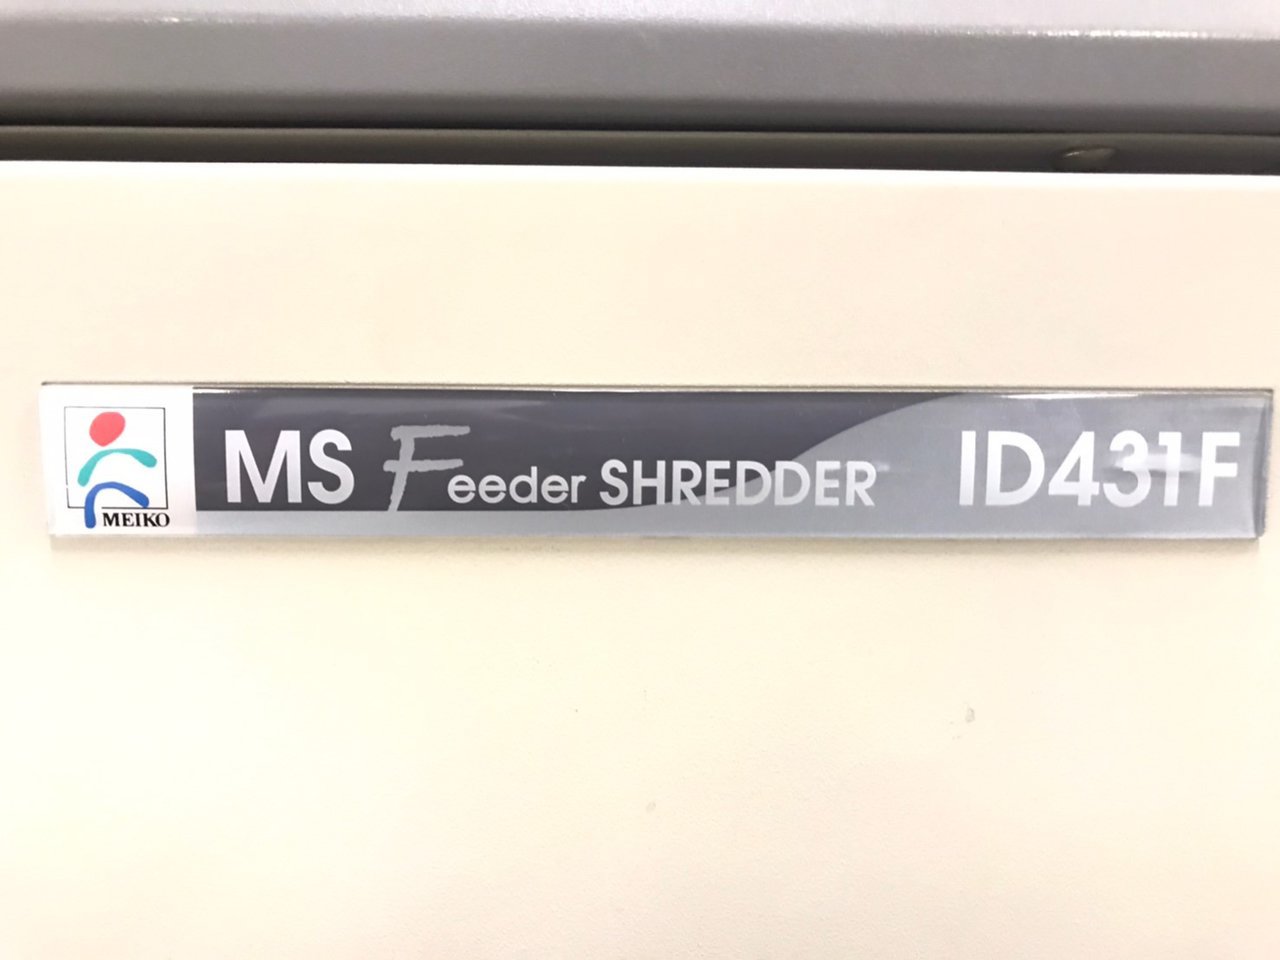 MEIKO
MS Feeder SHREDDER ID431F